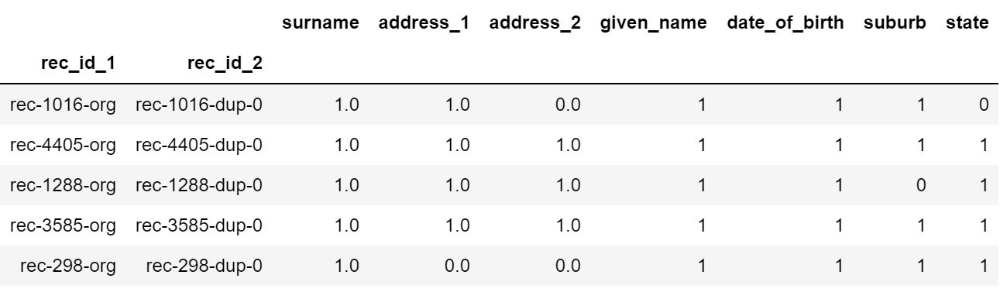 surname address_1 address_2 given_name date_of_birth suburb state
rec_id_1 rec_id_2
rec-1016-org rec-1016-dup-0 1.0 1.0 0.0 1 1 1 0
rec-4405-org rec-4405-dup-0 1.0 1.0 1.0 1 1 1 1
rec-1288-org rec-1288-dup-0 1.0 1.0 1.0 1 1 0 1
rec-3585-org rec-3585-dup-0 1.0 1.0 1.0 1 1 1 1
rec-298-org rec-298-dup-0 1.0 0.0 0.0 1 1 1 1